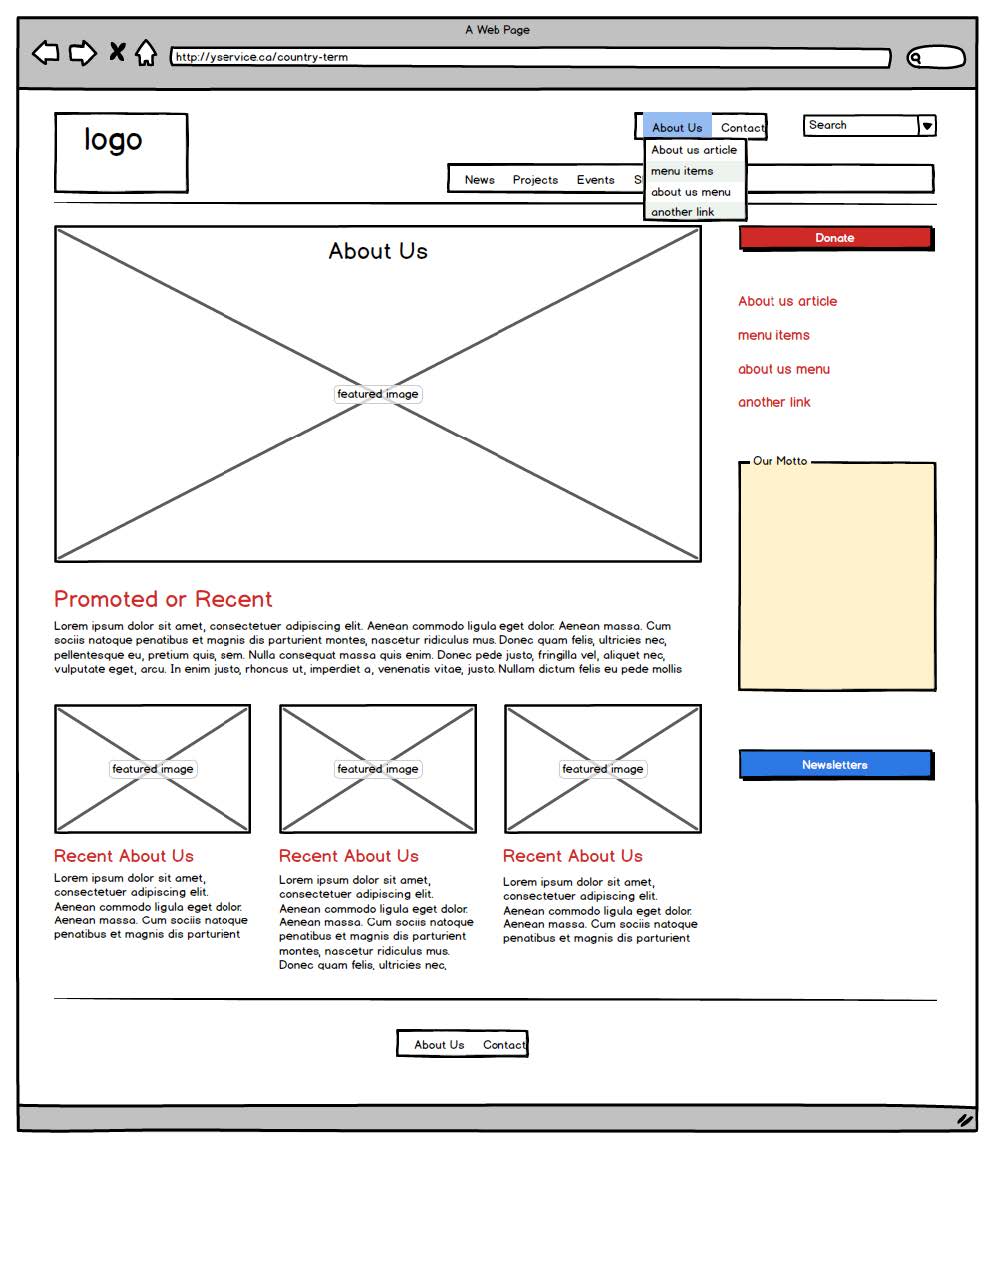 A Web Page
http://yservice.ca/country-term
logo
About Us
Contact
Search
About us article
menu items
about us menu
another link
News
Projects
Events
About Us
featured image
Donate
About us article
menu items
about us menu
another link
Our Motto
Promoted or Recent
Lorem ipsum dolor sit amet, consectetuer adipiscing elit. Aenean commodo ligula eget dolor. Aenean massa. Cum
sociis natoque penatibus et magnis dis parturient montes, nascetur ridiculus mus. Donec quam felis, ultricies nec,
pellentesque eu, pretium quis, sem. Nulla consequat massa quis enim. Donec pede justo, fringilla vel, aliquet nec,
vulputate eget, arcu. In enim justo, rhoncus ut, imperdiet a, venenatis vitae, justo. Nullam dictum felis eu pede mollis
Newsletters
featured image
Recent About Us
Lorem ipsum dolor sit amet,
consectetuer adipiscing elit.
Aenean commodo ligula eget dolor.
Aenean massa. Cum sociis natoque
penatibus et magnis dis parturient
featured image
Recent About Us
Lorem ipsum dolor sit amet,
consectetuer adipiscing elit.
Aenean commodo ligula eget dolor.
Aenean massa. Cum sociis natoque
penatibus et magnis dis parturient
montes, nascetur ridiculus mus.
Donec quam felis, ultricies nec,
featured image
Recent About Us
Lorem ipsum dolor sit amet,
consectetuer adipiscing elit.
Aenean commodo ligula eget dolor.
Aenean massa. Cum sociis natoque
penatibus et magnis dis parturient
About Us
Contact